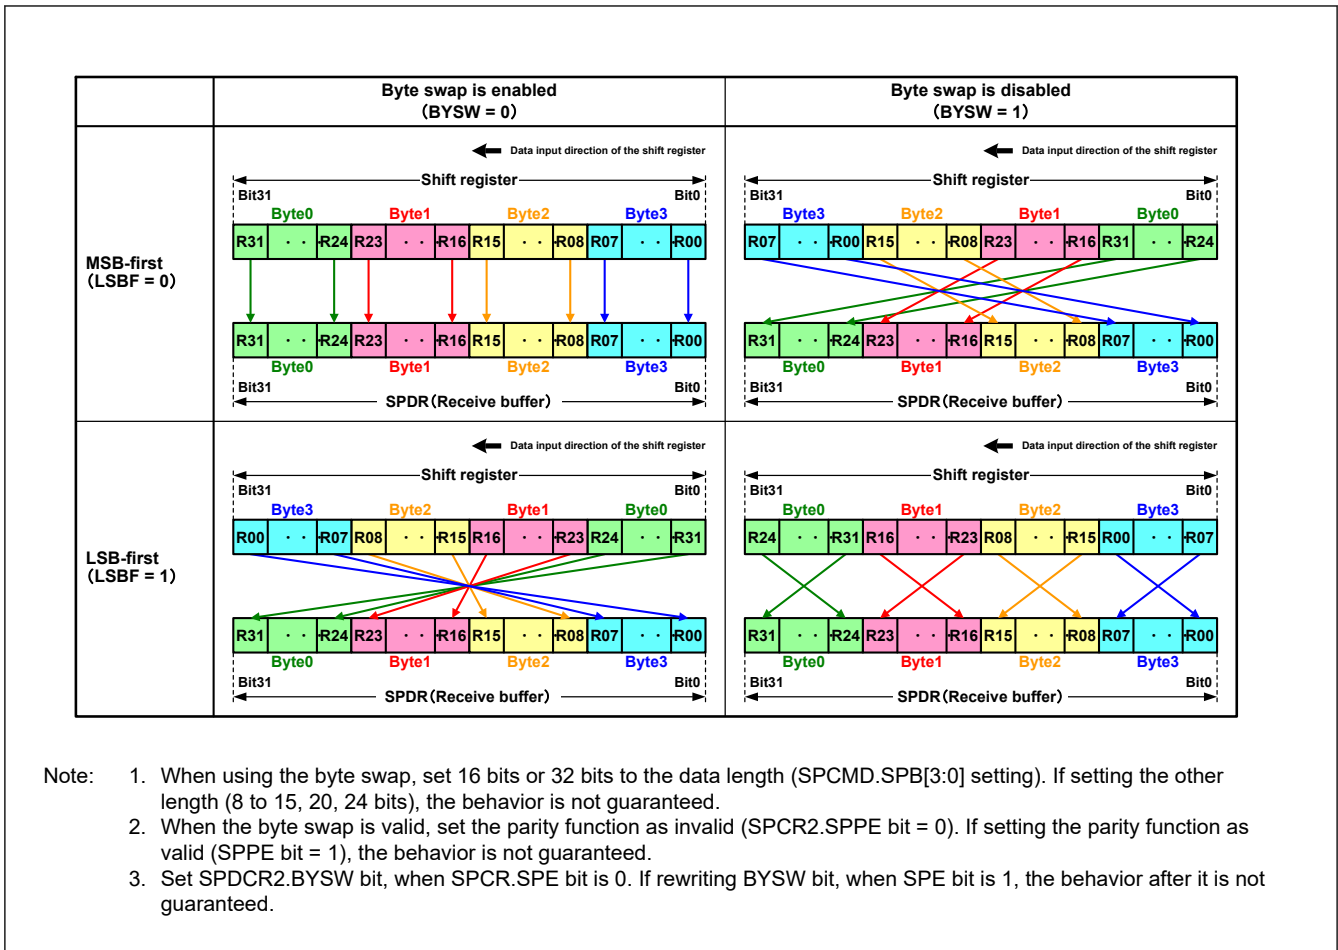 Byte swap is enabled
(BYSW = 0)
Byte swap is disabled
(BYSW = 1)
MSB-first
(LSBF = 0)
Data input direction of the shift register
Shift register
Bit31 Bit0
Byte0 Byte1 Byte2 Byte3
R31 · · R24 R23 · · R16 R15 · · R08 R07 · · R00
R31 · · R24 R23 · · R16 R15 · · R08 R07 · · R00
Byte0 Byte1 Byte2 Byte3
Bit31 Bit0
SPDR(Receive buffer)
Data input direction of the shift register
Shift register
Bit31 Bit0
Byte3 Byte2 Byte1 Byte0
R07 · · R00 R15 · · R08 R23 · · R16 R31 · · R24
R31 · · R24 R23 · · R16 R15 · · R08 R07 · · R00
Byte0 Byte1 Byte2 Byte3
Bit31 Bit0
SPDR(Receive buffer)
LSB-first
(LSBF = 1)
Data input direction of the shift register
Shift register
Bit31 Bit0
Byte3 Byte2 Byte1 Byte0
R00 · · R07 R08 · · R15 R16 · · R23 R24 · · R31
R31 · · R24 R23 · · R16 R15 · · R08 R07 · · R00
Byte0 Byte1 Byte2 Byte3
Bit31 Bit0
SPDR(Receive buffer)
Data input direction of the shift register
Shift register
Bit31 Bit0
Byte0 Byte1 Byte2 Byte3
R24 · · R31 R16 · · R23 R08 · · R15 R00 · · R07
R31 · · R24 R23 · · R16 R15 · · R08 R07 · · R00
Byte0 Byte1 Byte2 Byte3
Bit31 Bit0
SPDR(Receive buffer)
Note: 1. When using the byte swap, set 16 bits or 32 bits to the data length (SPCMD.SPB[3:0] setting). If setting the other
length (8 to 15, 20, 24 bits), the behavior is not guaranteed.
2. When the byte swap is valid, set the parity function as invalid (SPCR2.SPPE bit = 0). If setting the parity function as
valid (SPPE bit = 1), the behavior is not guaranteed.
3. Set SPDCR2.BYSW bit, when SPCR.SPE bit is 0. If rewriting BYSW bit, when SPE bit is 1, the behavior after it is not
guaranteed.